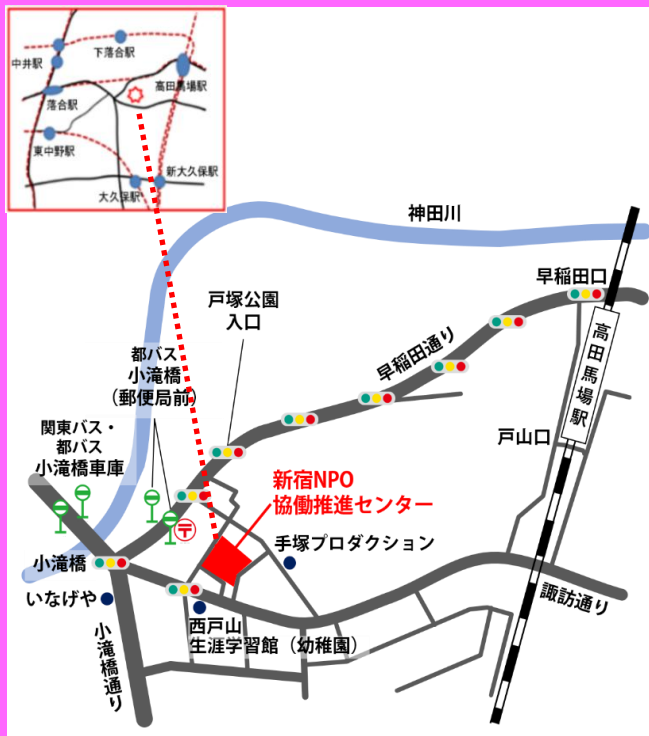 下落合駅
中井駅
高田馬場駅
落合駅
東中野駅
新大久保駅
大久保駅
神田川
早稲田口
戸塚公園
入口
早稲田通り
高田馬場駅
都バス
小滝橋
（郵便局前）
関東バス・
都バス
小滝橋車庫
戸山口
新宿NPO
協働推進センター
〒
手塚プロダクション
小滝橋
いなげや
諏訪通り
西戸山
生涯学習館（幼稚園）
小滝橋通り